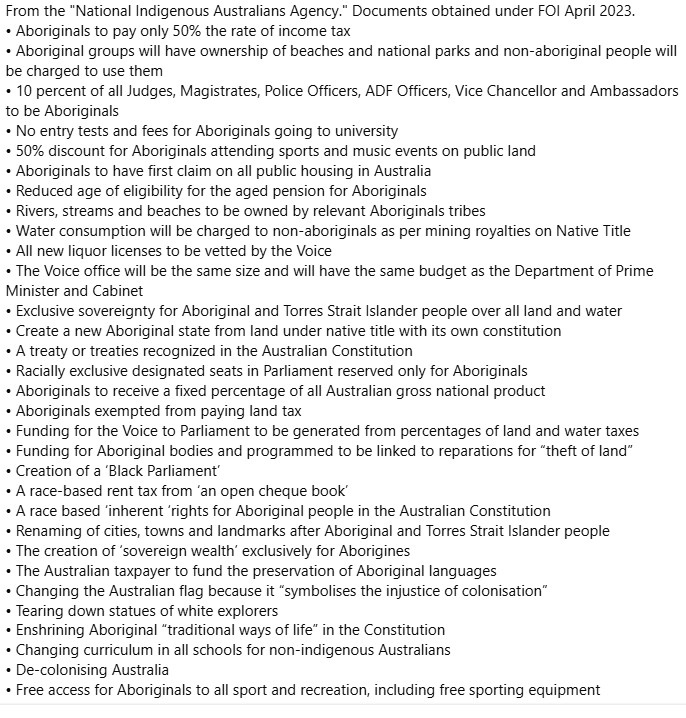 From the "National Indigenous Australians Agency." Documents obtained under FOI April 2023.
• Aboriginals to pay only 50% the rate of income tax
• Aboriginal groups will have ownership of beaches and national parks and non-aboriginal people will
be charged to use them
• 10 percent of all Judges, Magistrates, Police Officers, ADF Officers, Vice Chancellor and Ambassadors
to be Aboriginals
• No entry tests and fees for Aboriginals going to university
• 50% discount for Aboriginals attending sports and music events on public land
• Aboriginals to have first claim on all public housing in Australia
• Reduced age of eligibility for the aged pension for Aboriginals
• Rivers, streams and beaches to be owned by relevant Aboriginals tribes
• Water consumption will be charged to non-aboriginals as per mining royalties on Native Title
• All new liquor licenses to be vetted by the Voice
• The Voice office will be the same size and will have the same budget as the Department of Prime
Minister and Cabinet
• Exclusive sovereignty for Aboriginal and Torres Strait Islander people over all land and water
• Create a new Aboriginal state from land under native title with its own constitution
• A treaty or treaties recognized in the Australian Constitution
• Racially exclusive designated seats in Parliament reserved only for Aboriginals
• Aboriginals to receive a fixed percentage of all Australian gross national product
• Aboriginals exempted from paying land tax
• Funding for the Voice to Parliament to be generated from percentages of land and water taxes
• Funding for Aboriginal bodies and programmed to be linked to reparations for “theft of land”
• Creation of a ‘Black Parliament’
• A race-based rent tax from ‘an open cheque book’
• A race based ‘inherent ‘rights for Aboriginal people in the Australian Constitution
• Renaming of cities, towns and landmarks after Aboriginal and Torres Strait Islander people
• The creation of ‘sovereign wealth’ exclusively for Aborigines
• The Australian taxpayer to fund the preservation of Aboriginal languages
• Changing the Australian flag because it “symbolises the injustice of colonisation”
• Tearing down statues of white explorers
• Enshrining Aboriginal “traditional ways of life” in the Constitution
• Changing curriculum in all schools for non-indigenous Australians
• De-colonising Australia
• Free access for Aboriginals to all sport and recreation, including free sporting equipment